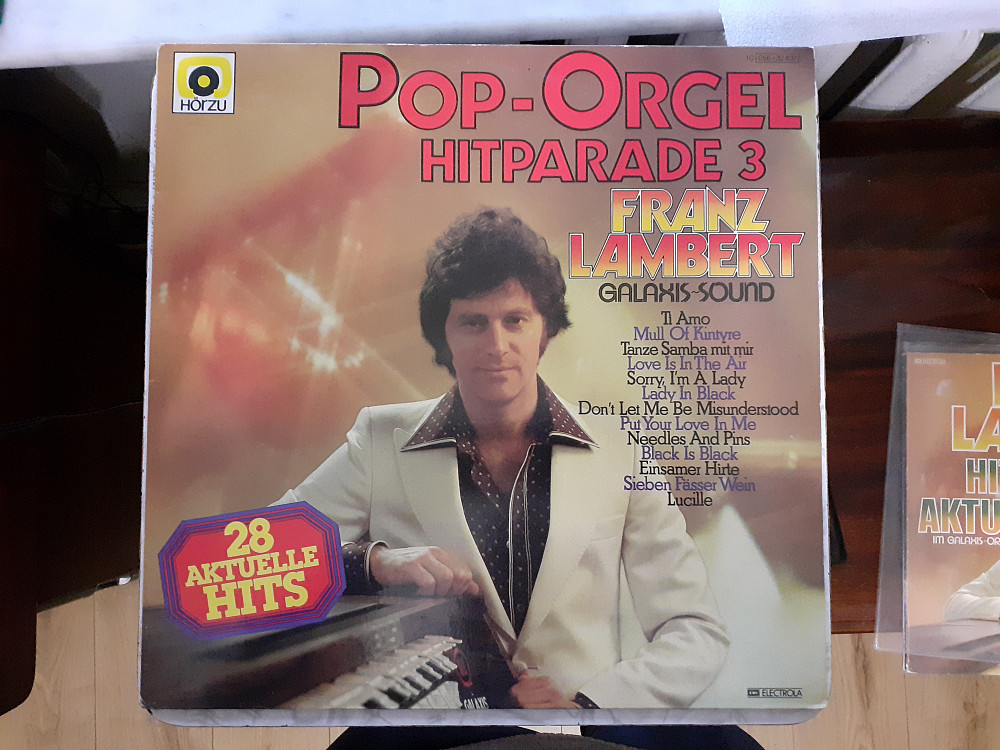 HÖRZU
POP-ORGEL
HITPARADE 3
FRANZ
LAMBERT
GALAXIS-SOUND
Ti Amo
Mull Of Kintyre
Tanze Samba mit mir
Love Is In The Air
Sorry, I'm A Lady
Lady In Black
Don't Let Me Be Misunderstood
Put Your Love In Me
Needles And Pins
Black Is Black
Einsamer Hirte
Sieben Fässer Wein
Lucille
28
AKTUELLE
HITS
GALAXIS
EMI ELECTROLA
LA
HI
AKTU
IM GALAXIS-OR